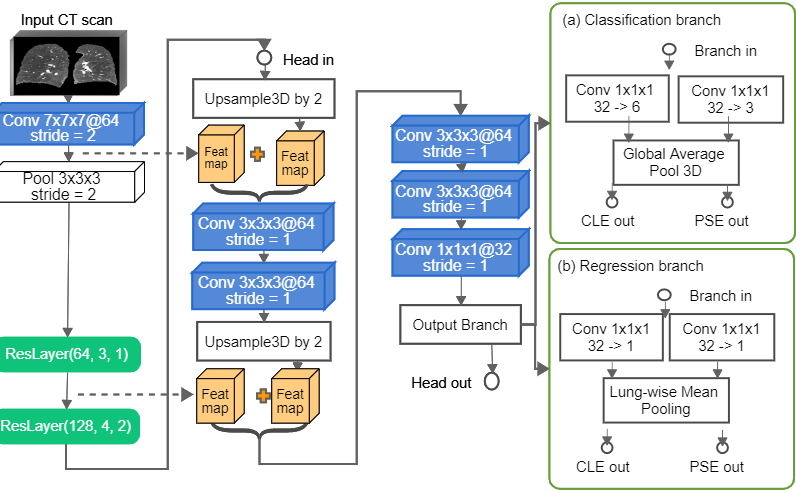 Input CT scan
Conv 7x7x7@64
stride = 2
Pool 3x3x3
stride = 2
ResLayer(64, 3, 1)
ResLayer(128, 4, 2)
Head in
Upsample3D by 2
Feat
map
Feat
map
Conv 3x3x3@64
stride = 1
Conv 3x3x3@64
stride = 1
Upsample3D by 2
Feat
map
Feat
map
Conv 3x3x3@64
stride = 1
Conv 3x3x3@64
stride = 1
Conv 1x1x1@32
stride = 1
Output Branch
Head out
(a) Classification branch
Branch in
Conv 1x1x1
32 -> 6
Conv 1x1x1
32 -> 3
Global Average
Pool 3D
CLE out
PSE out
(b) Regression branch
Branch in
Conv 1x1x1
32 -> 1
Conv 1x1x1
32 -> 1
Lung-wise Mean
Pooling
CLE out
PSE out